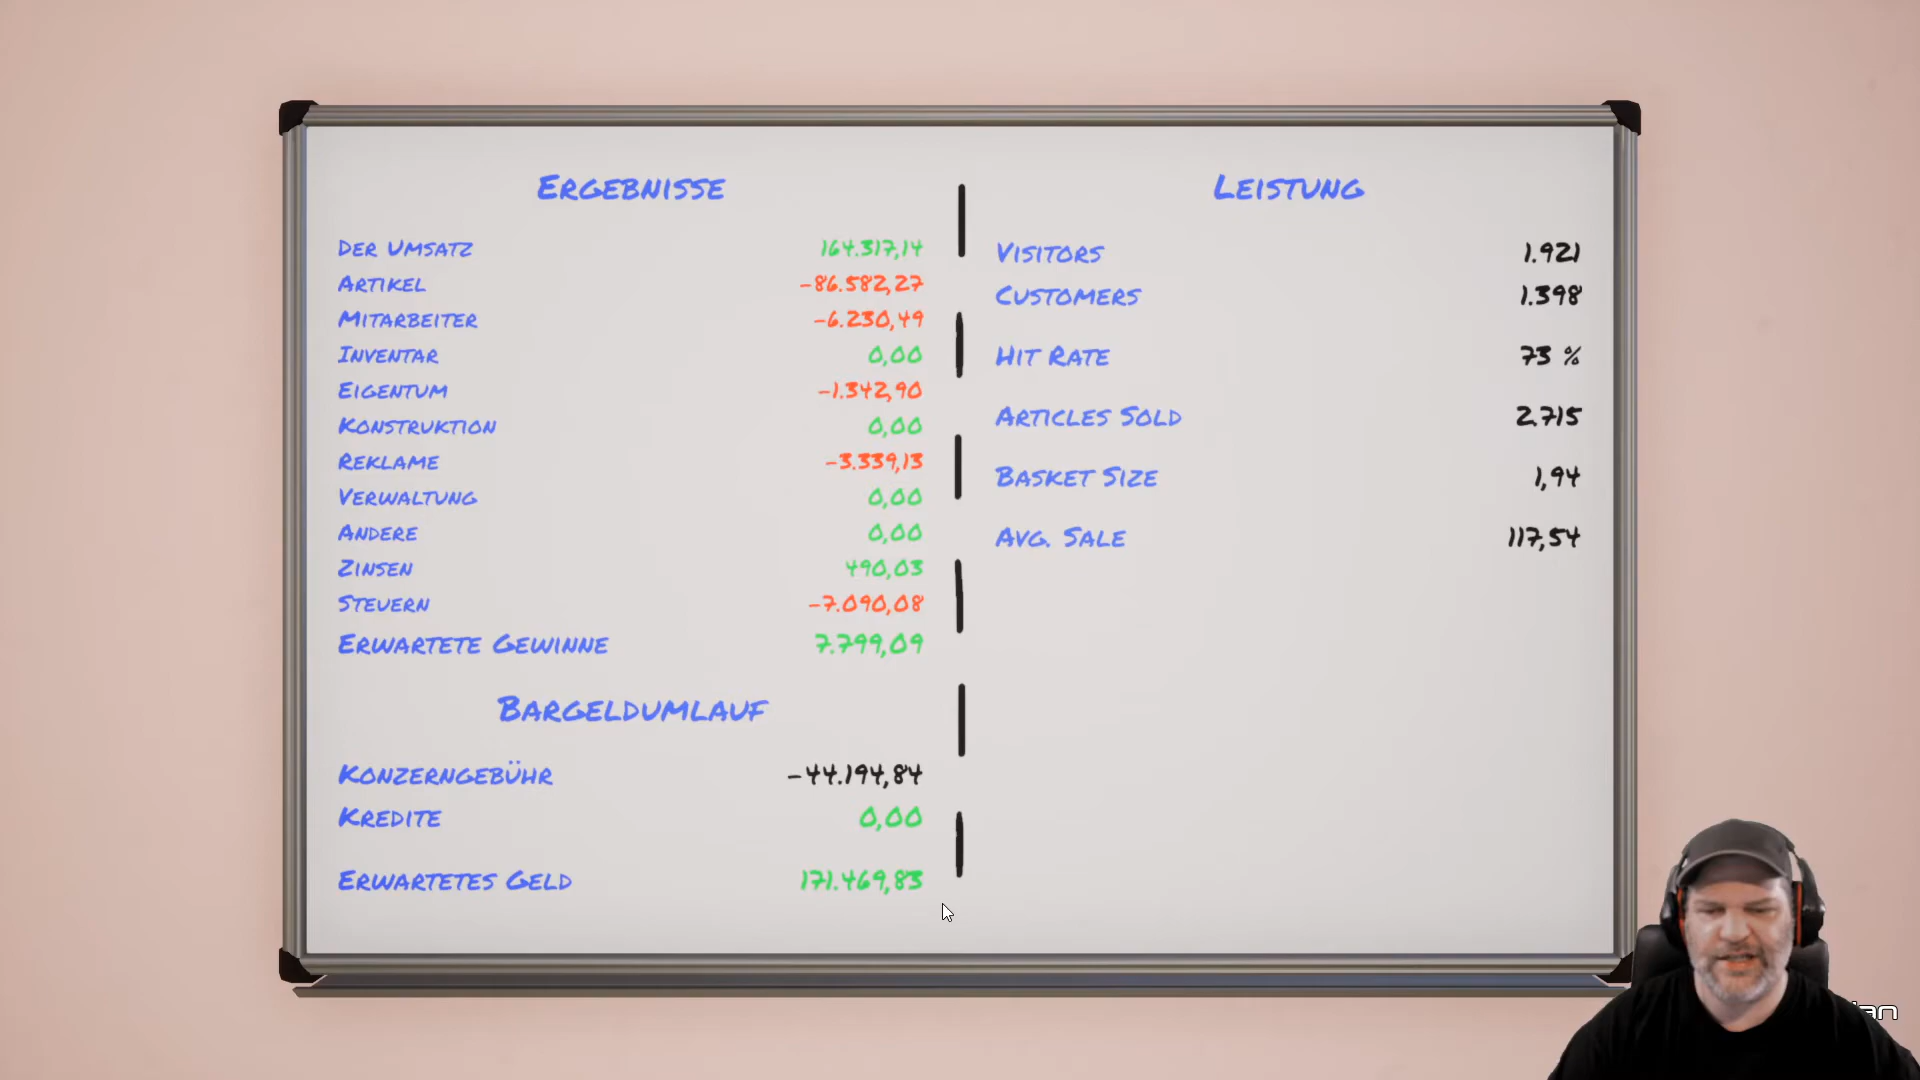 Ergebnisse
Der Umsatz 164.317,14
Artikel -86.582,27
Mitarbeiter -6.230,49
Inventar 0,00
Eigentum -1.342,90
Konstruktion 0,00
Reklame -3.339,13
Verwaltung 0,00
Andere 0,00
Zinsen 490,03
Steuern -7.090,08
Erwartete Gewinne 7.799,09
Bargeldumlauf
Konzerngebühr -44.194,84
Kredite 0,00
Erwartetes Geld 171.469,83
Leistung
Visitors 1.921
Customers 1.398
Hit Rate 73 %
Articles Sold 2.715
Basket Size 1,94
Avg. Sale 117,54